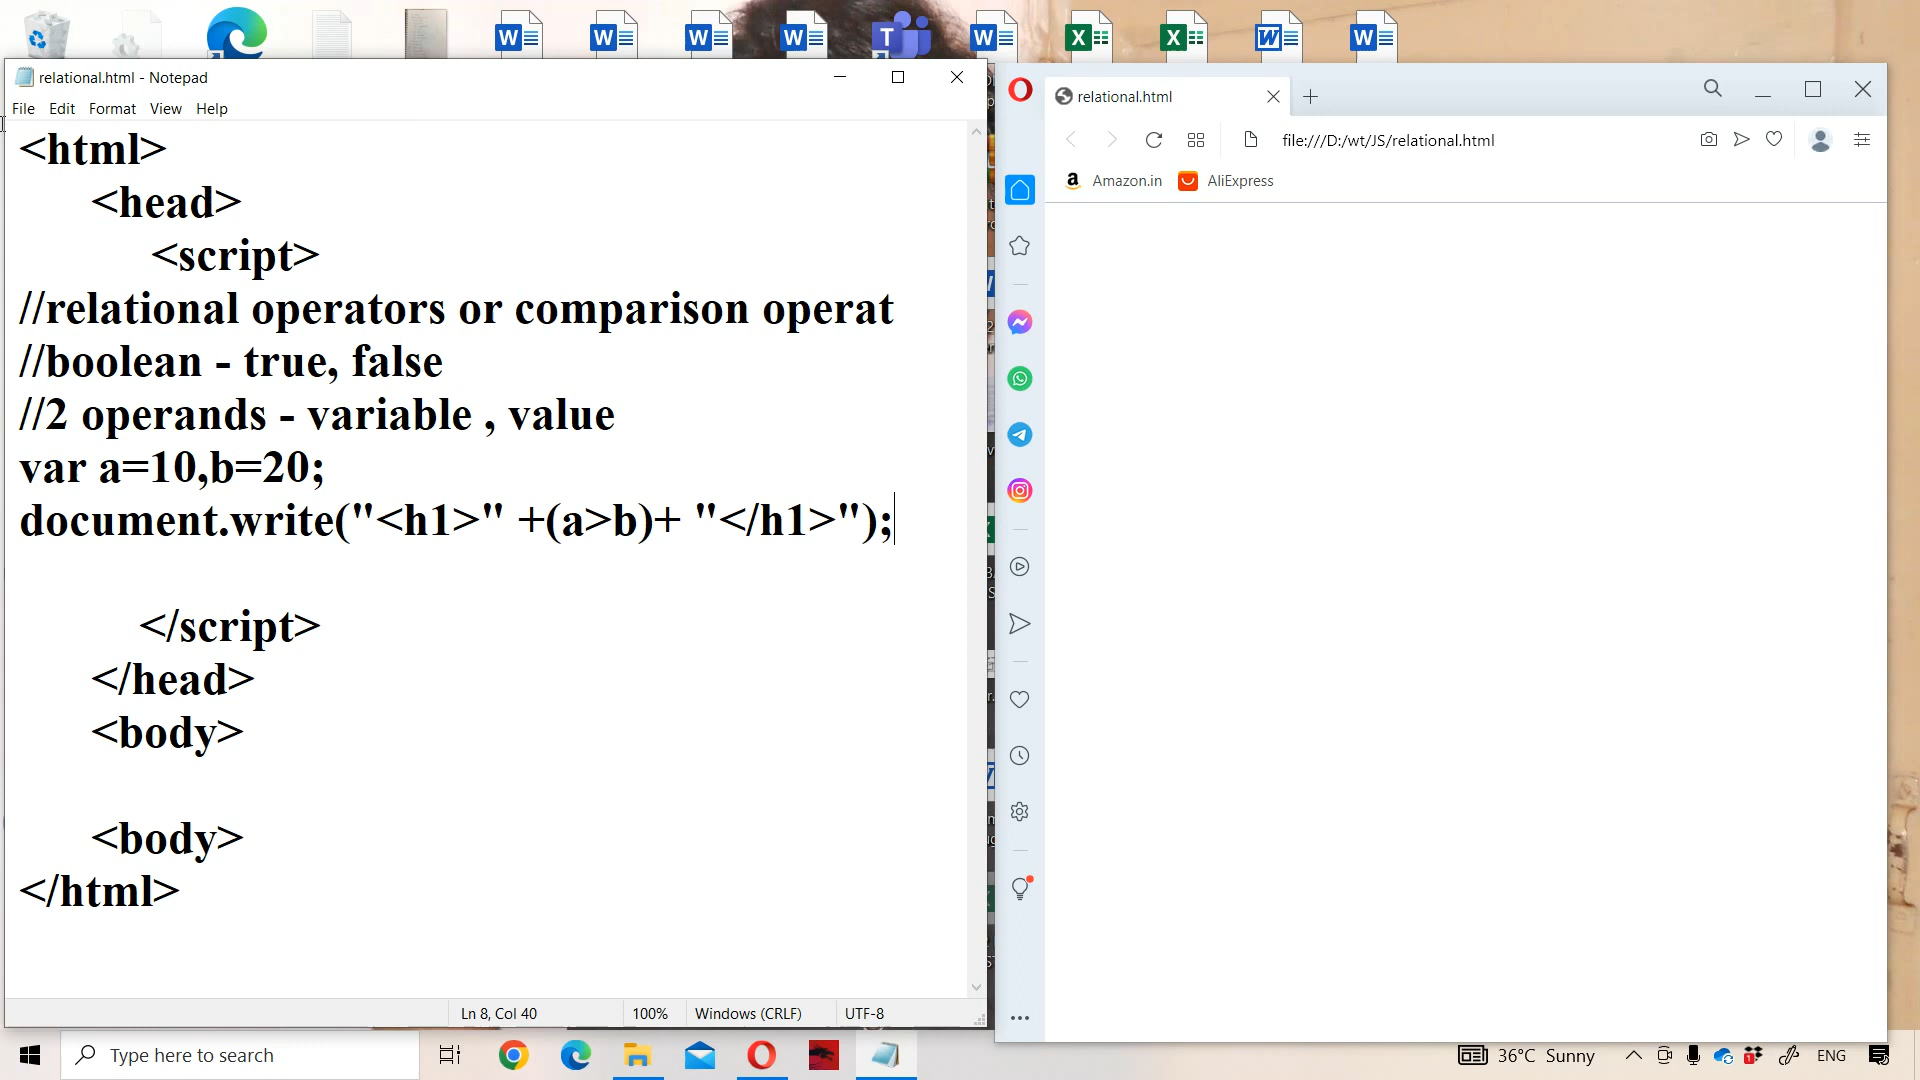 relational.html - Notepad
File Edit Format View Help
<html>
<head>
<script>
//relational operators or comparison operat
//boolean - true, false
//2 operands - variable , value
var a=10,b=20;
document.write("<h1>" +(a>b)+ "</h1>");
</script>
</head>
<body>
<body>
</html>
Ln 8, Col 40 100% Windows (CRLF) UTF-8
relational.html
file:///D:/wt/JS/relational.html
a Amazon.in AliExpress
Type here to search
36°C Sunny ENG